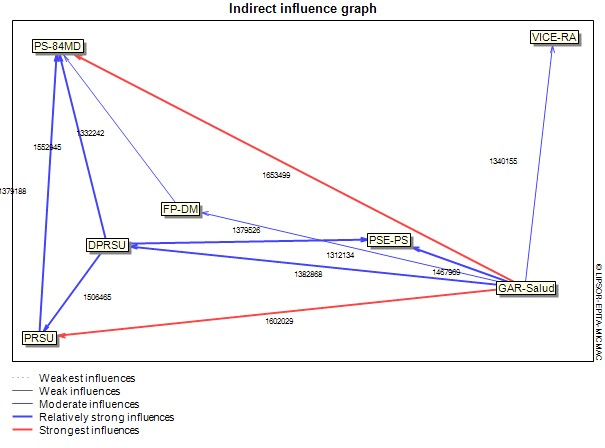 Indirect influence graph
PS-84MD
VICE-RA
1332242
1552945
1340155
1653499
1379188
FP-DM
1379526
PSE-PS
DPRSU
1312134
1382868
1467969
GAR-Salud
1506465
1602029
PRSU
© LIPSOR-EPITA-MICMAC
Weakest influences
Weak influences
Moderate influences
Relatively strong influences
Strongest influences